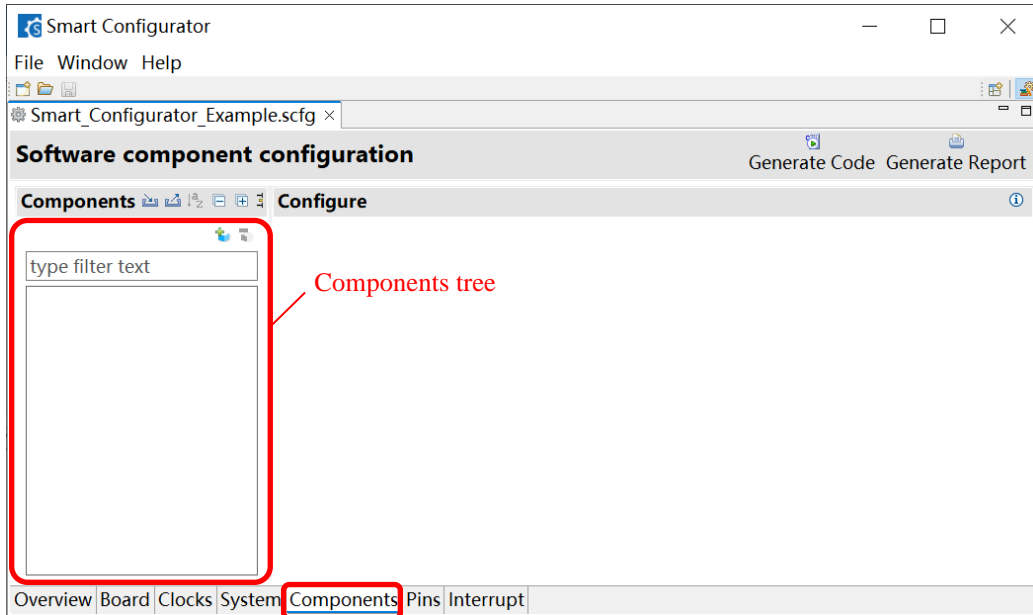 Smart Configurator
File Window Help
Smart_Configurator_Example.scfg
Software component configuration
Generate Code Generate Report
Components
Configure
type filter text
Components tree
Overview Board Clocks System Components Pins Interrupt